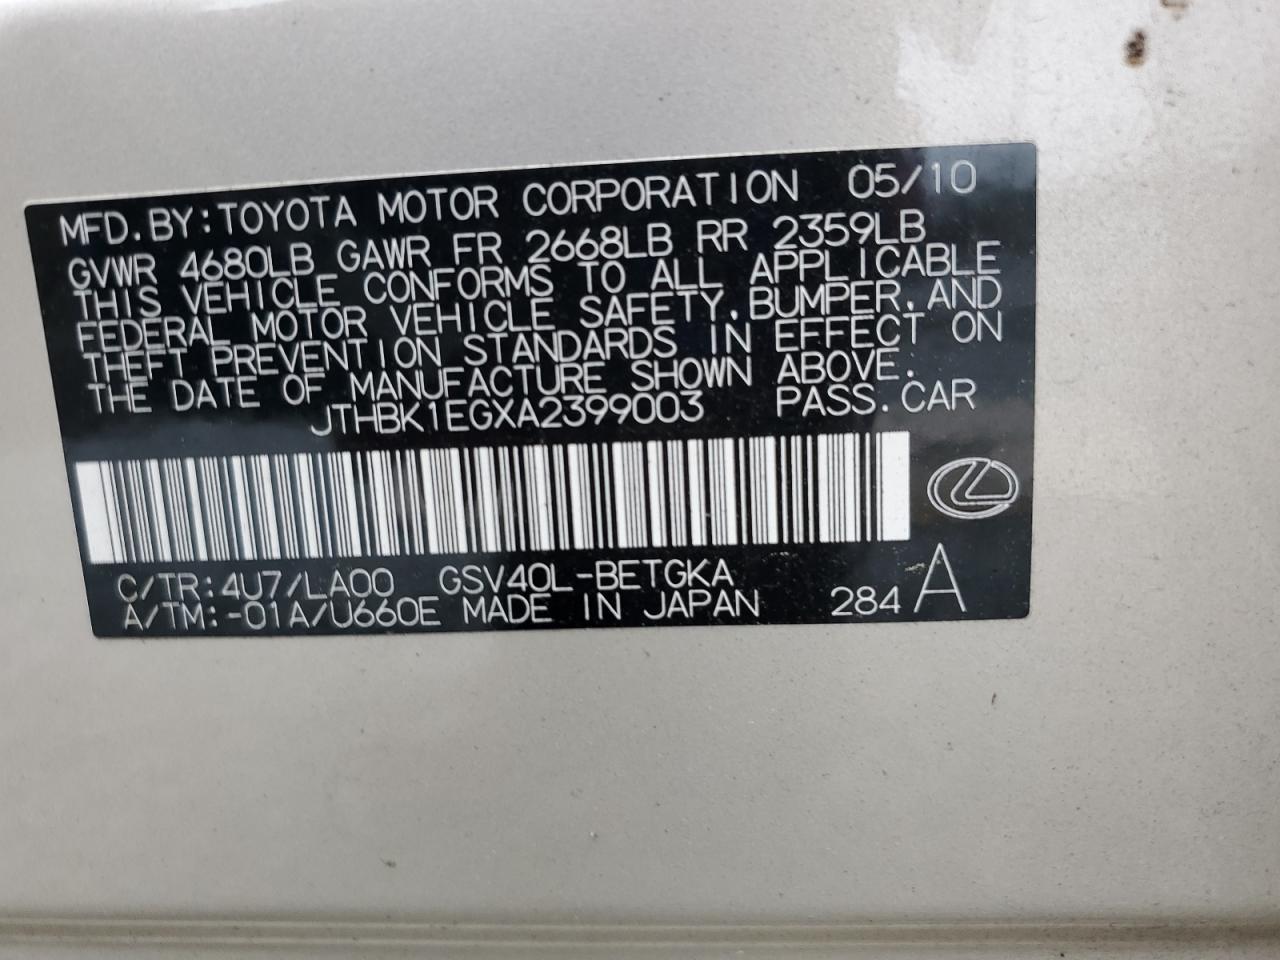 MFD.BY:TOYOTA MOTOR CORPORATION 05/10
GVWR 4680LB GAWR FR 2668LB RR 2359LB
THIS VEHICLE CONFORMS TO ALL APPLICABLE
FEDERAL MOTOR VEHICLE SAFETY.BUMPER.AND
THEFT PREVENTION STANDARDS IN EFFECT ON
THE DATE OF MANUFACTURE SHOWN ABOVE.
JTHBK1EGXA2399003 PASS.CAR
C/TR:4U7/LA00 GSV40L-BETGKA
A/TM:-01A/U660E MADE IN JAPAN 284 A